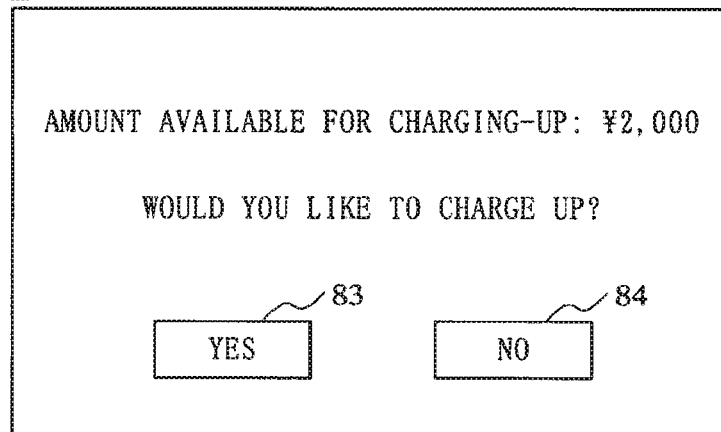 AMOUNT AVAILABLE FOR CHARGING-UP: ¥2,000
WOULD YOU LIKE TO CHARGE UP?
83
84
YES
NO